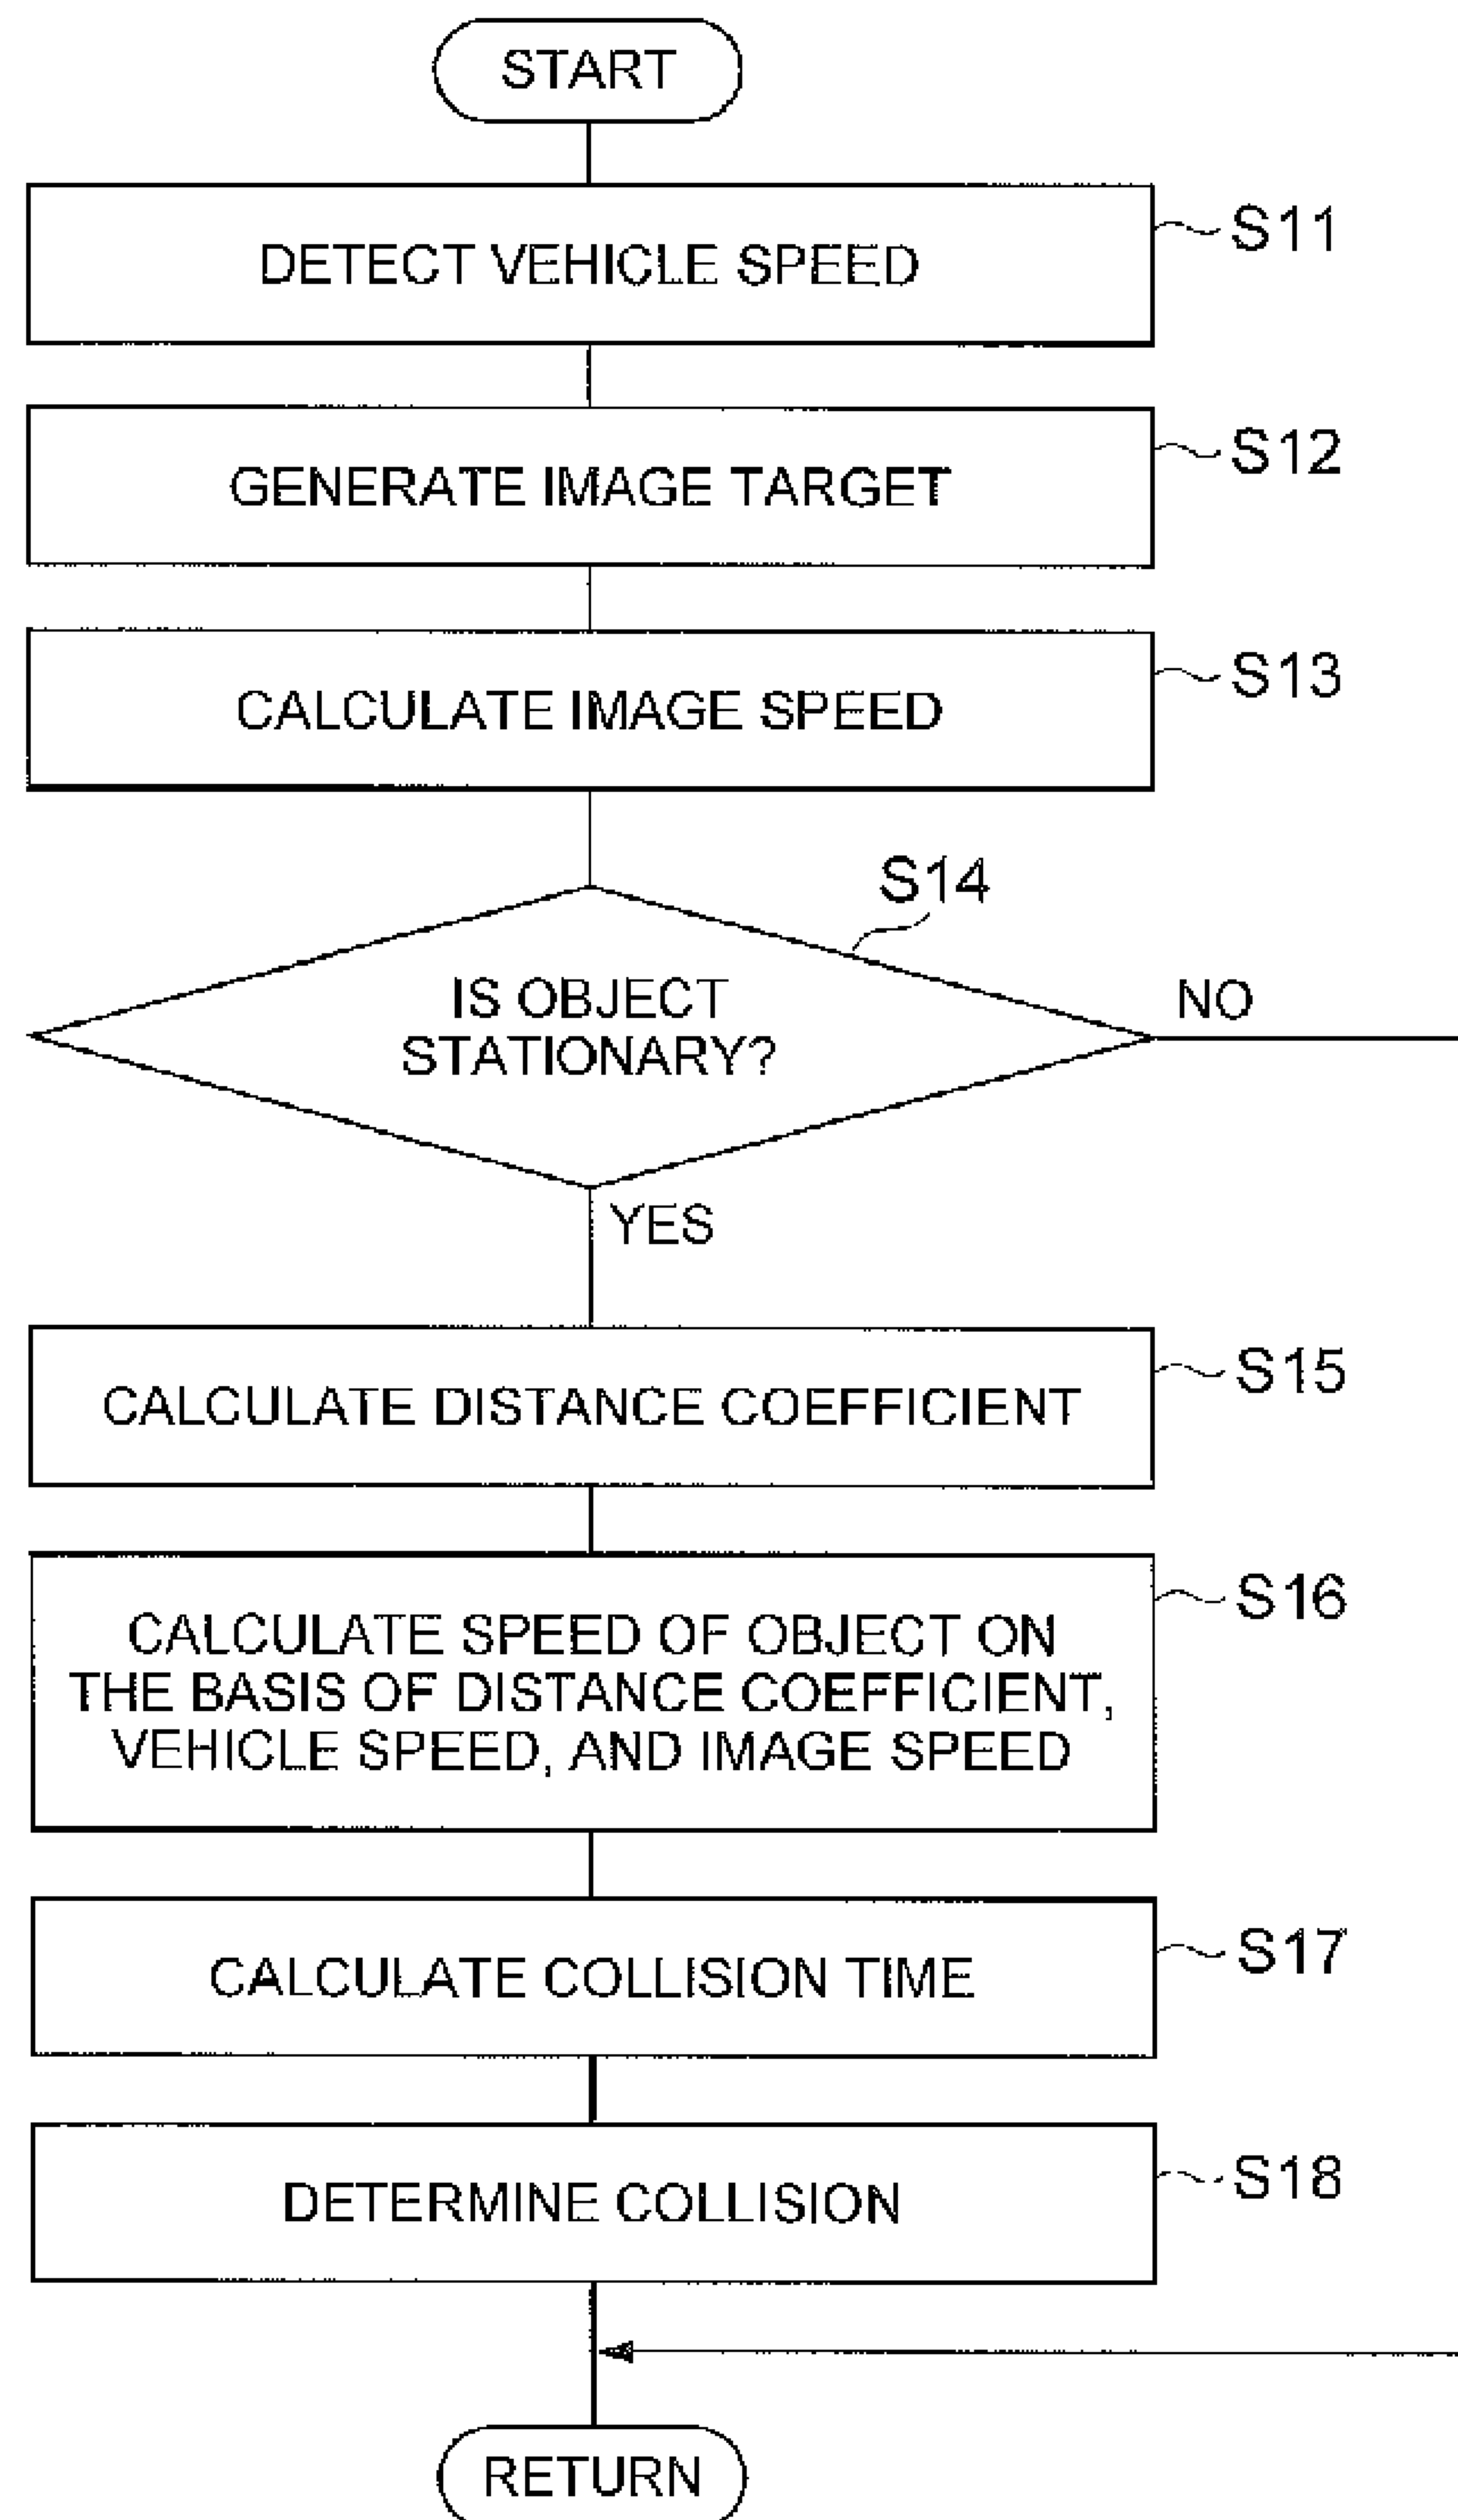 START
DETECT VEHICLE SPEED
S11
GENERATE IMAGE TARGET
S12
CALCULATE IMAGE SPEED
S13
S14
IS OBJECT
STATIONARY?
NO
YES
CALCULATE DISTANCE COEFFICIENT
S15
CALCULATE SPEED OF OBJECT ON
THE BASIS OF DISTANCE COEFFICIENT,
VEHICLE SPEED, AND IMAGE SPEED
S16
CALCULATE COLLISION TIME
S17
DETERMINE COLLISION
S18
RETURN